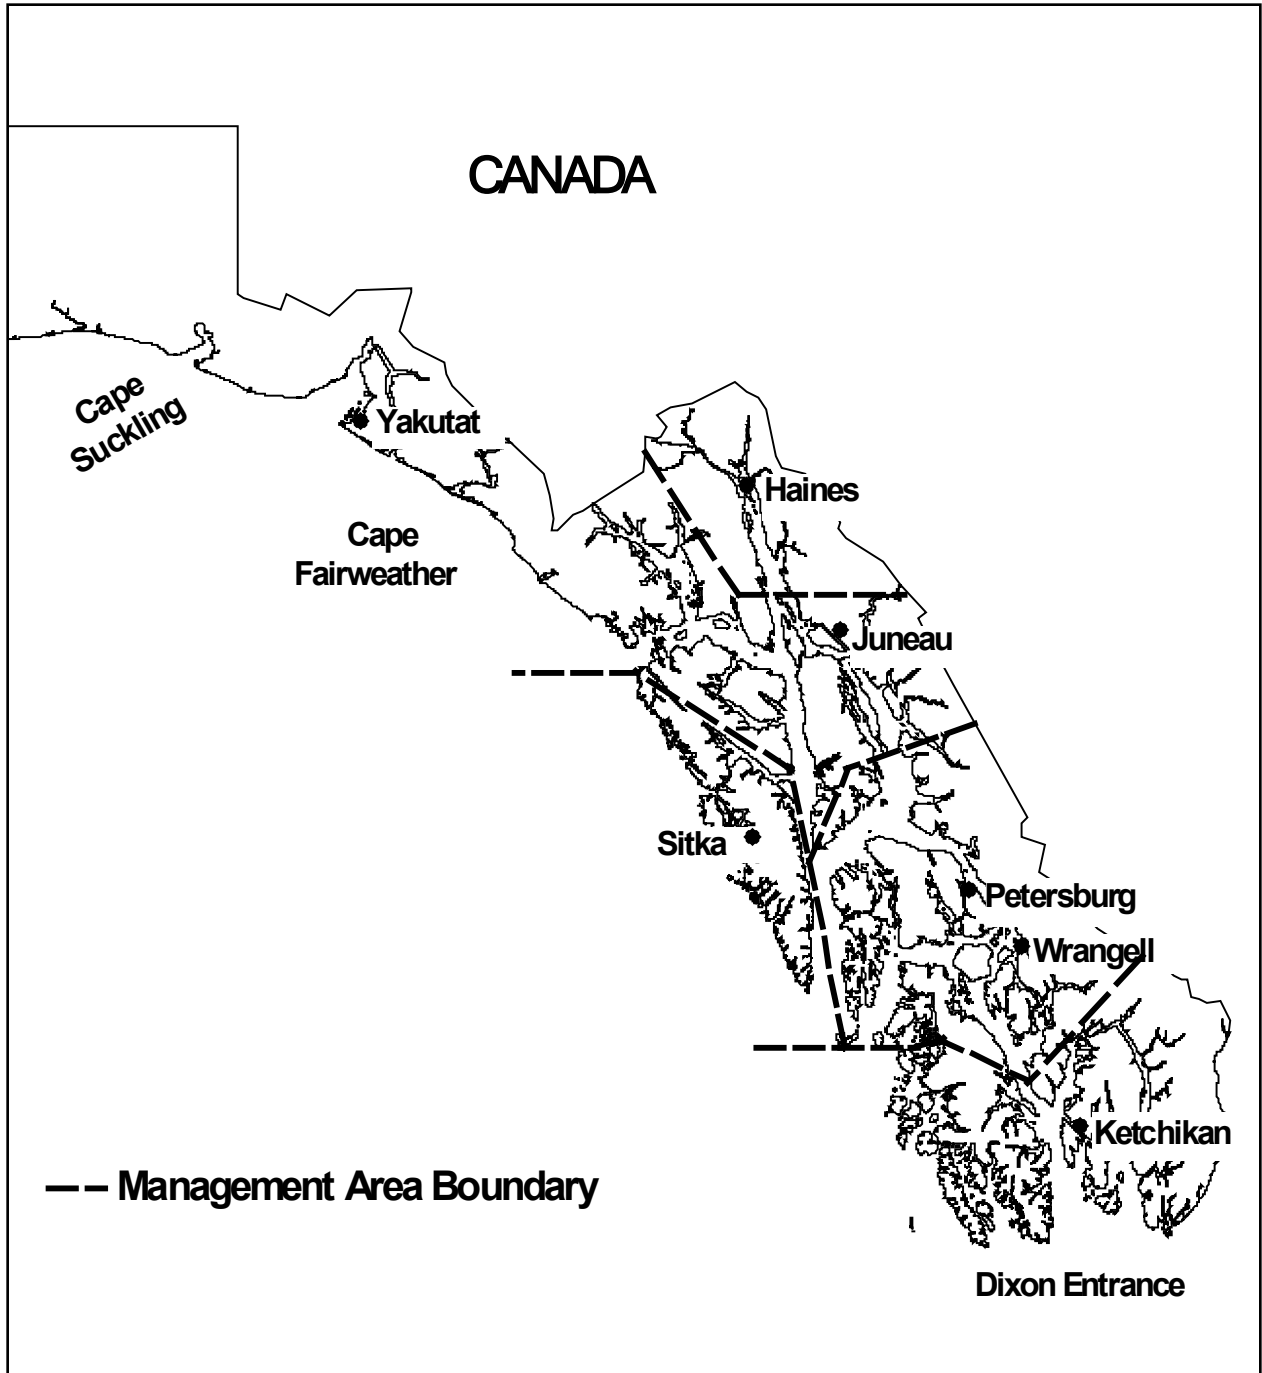 CANADA
Cape
Suckling
Yakutat
Haines
Cape
Fairweather
Juneau
Sitka
Petersburg
Wrangell
Ketchikan
Management Area Boundary
Dixon Entrance